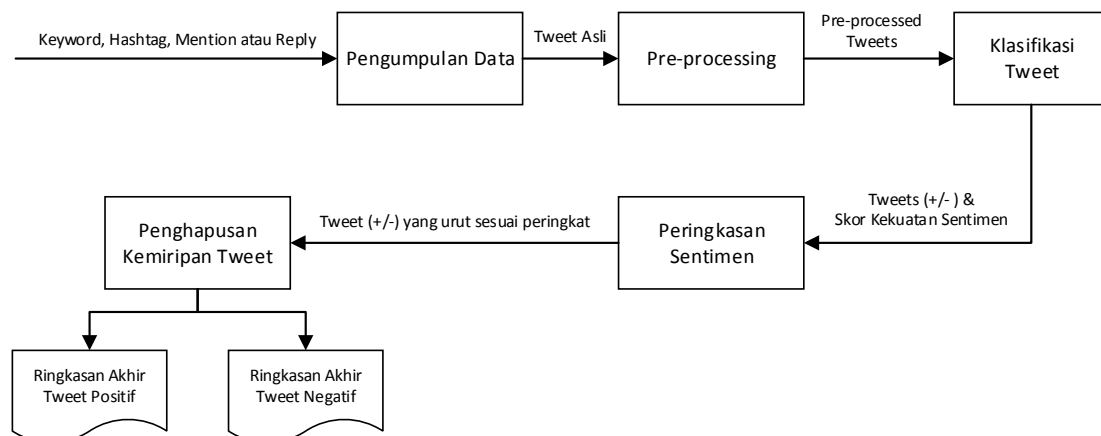 Keyword, Hashtag, Mention atau Reply
Pengumpulan Data
Tweet Asli
Pre-processing
Pre-processed
Tweets
Klasifikasi
Tweet
Tweets (+/- ) &
Skor Kekuatan Sentimen
Peringkasan
Sentimen
Tweet (+/-) yang urut sesuai peringkat
Penghapusan
Kemiripan Tweet
Ringkasan Akhir
Tweet Positif
Ringkasan Akhir
Tweet Negatif